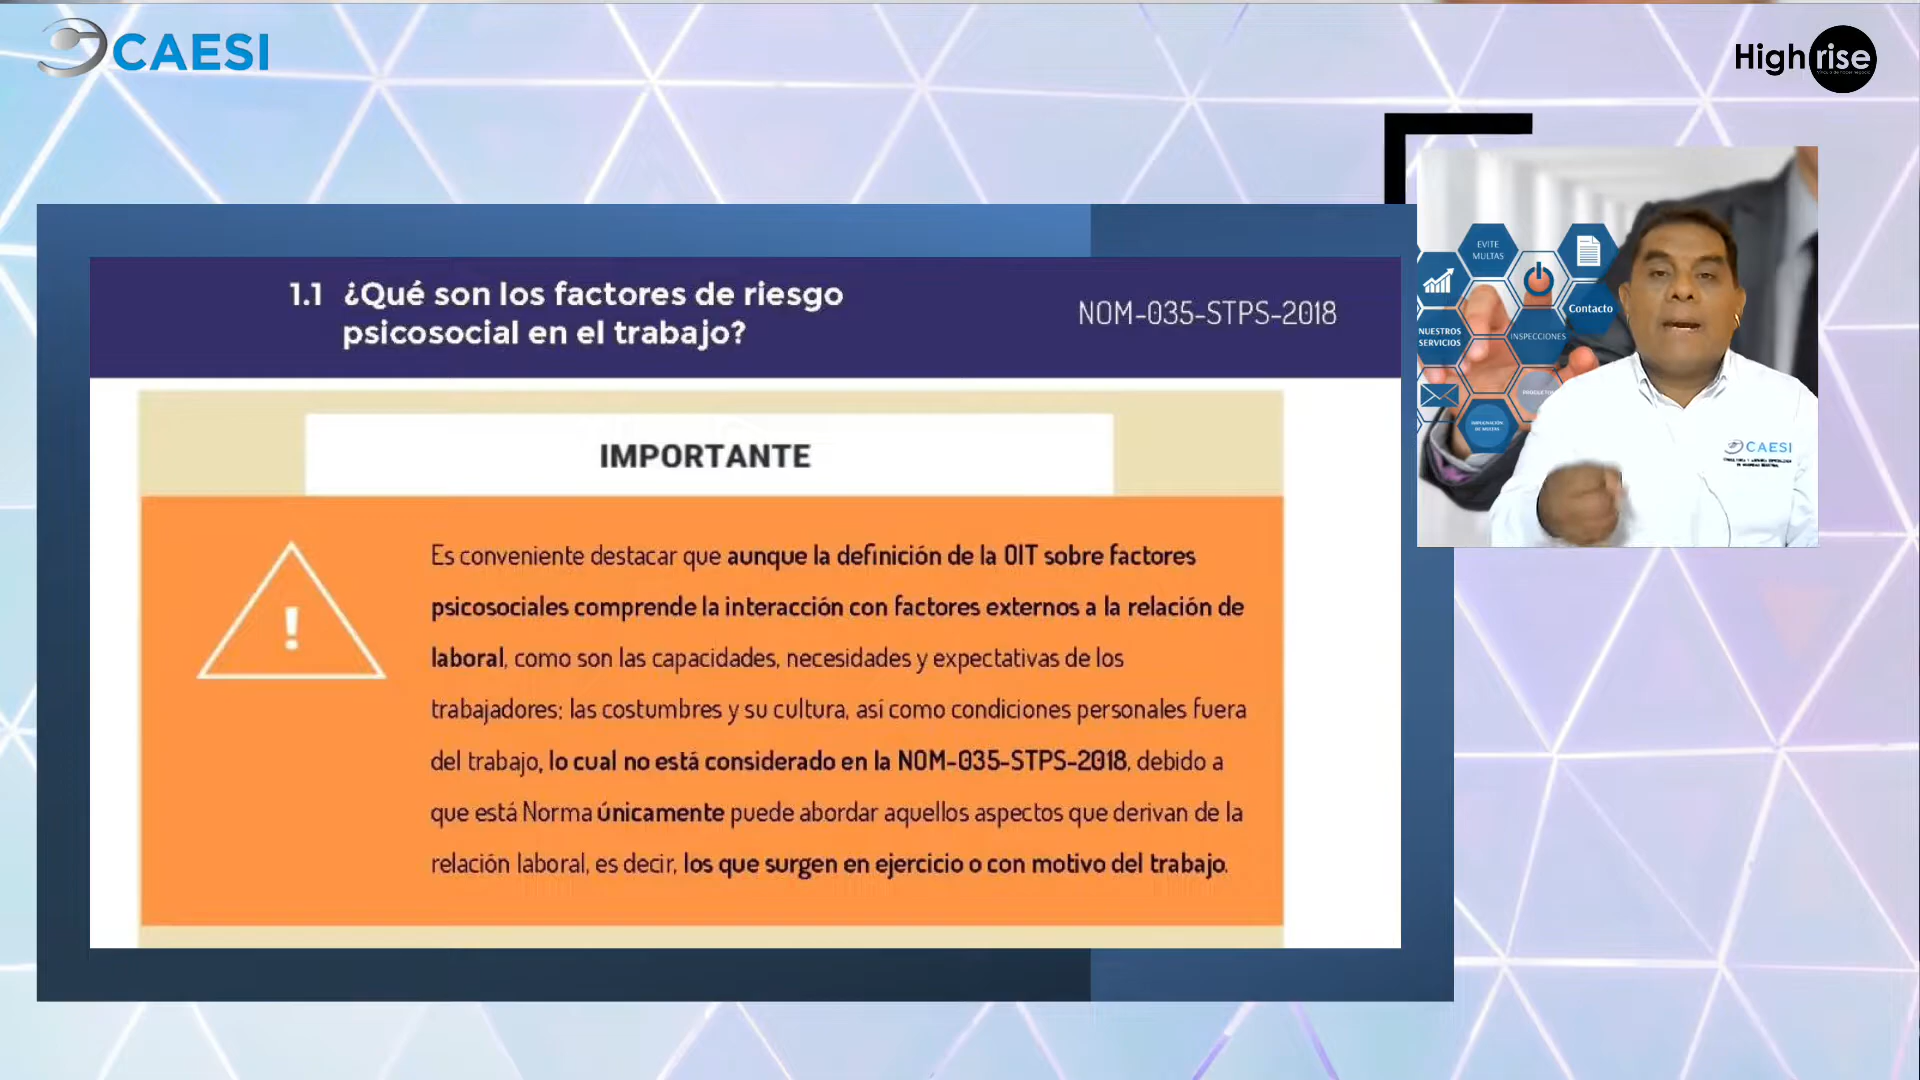 CAESI
High rise
1.1 ¿Qué son los factores de riesgo
psicosocial en el trabajo?
NOM-035-STPS-2018
IMPORTANTE
!
Es conveniente destacar que aunque la definición de la OIT sobre factores
psicosociales comprende la interacción con factores externos a la relación de
laboral, como son las capacidades, necesidades y expectativas de los
trabajadores; las costumbres y su cultura, así como condiciones personales fuera
del trabajo, lo cual no está considerado en la NOM-035-STPS-2018, debido a
que está Norma únicamente puede abordar aquellos aspectos que derivan de la
relación laboral, es decir, los que surgen en ejercicio o con motivo del trabajo.
EVITE
MULTAS
Contacto
NUESTROS
SERVICIOS
INSPECCIONES
IMPUGNACIÓN
DE MULTAS
CAESI